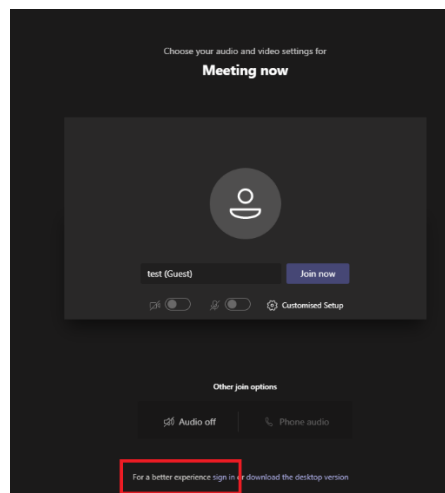 Choose your audio and video settings for
Meeting now
test (Guest)
Join now
Customised Setup
Other join options
Audio off
Phone audio
For a better experience sign in or download the desktop version